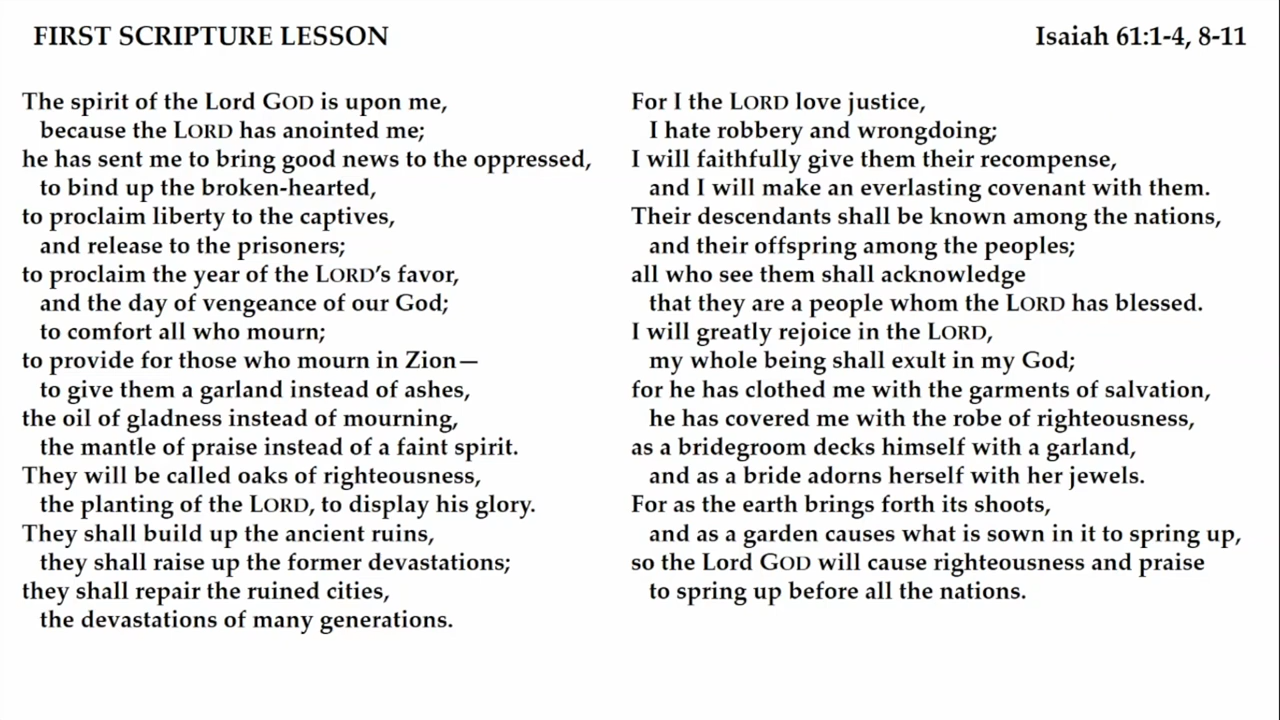 FIRST SCRIPTURE LESSON
Isaiah 61:1-4, 8-11
The spirit of the Lord GOD is upon me,
because the LORD has anointed me;
he has sent me to bring good news to the oppressed,
to bind up the broken-hearted,
to proclaim liberty to the captives,
and release to the prisoners;
to proclaim the year of the LORD’s favor,
and the day of vengeance of our God;
to comfort all who mourn;
to provide for those who mourn in Zion—
to give them a garland instead of ashes,
the oil of gladness instead of mourning,
the mantle of praise instead of a faint spirit.
They will be called oaks of righteousness,
the planting of the LORD, to display his glory.
They shall build up the ancient ruins,
they shall raise up the former devastations;
they shall repair the ruined cities,
the devastations of many generations.
For I the LORD love justice,
I hate robbery and wrongdoing;
I will faithfully give them their recompense,
and I will make an everlasting covenant with them.
Their descendants shall be known among the nations,
and their offspring among the peoples;
all who see them shall acknowledge
that they are a people whom the LORD has blessed.
I will greatly rejoice in the LORD,
my whole being shall exult in my God;
for he has clothed me with the garments of salvation,
he has covered me with the robe of righteousness,
as a bridegroom decks himself with a garland,
and as a bride adorns herself with her jewels.
For as the earth brings forth its shoots,
and as a garden causes what is sown in it to spring up,
so the Lord GOD will cause righteousness and praise
to spring up before all the nations.